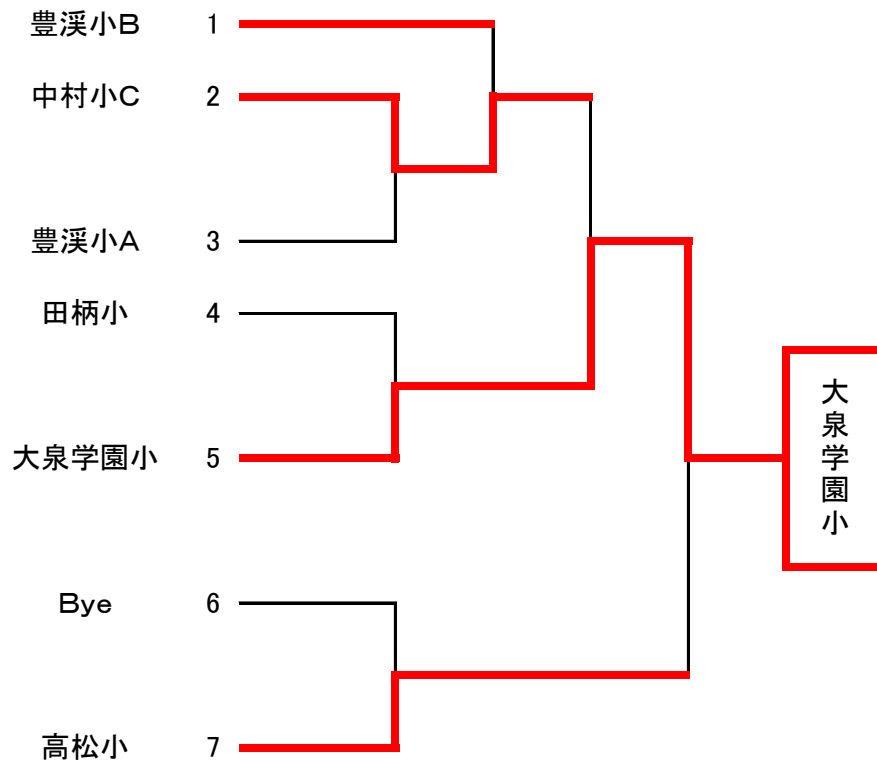 豊渓小B 1
中村小C 2
豊渓小A 3
田柄小 4
大泉学園小 5
大泉学園小
Bye 6
高松小 7